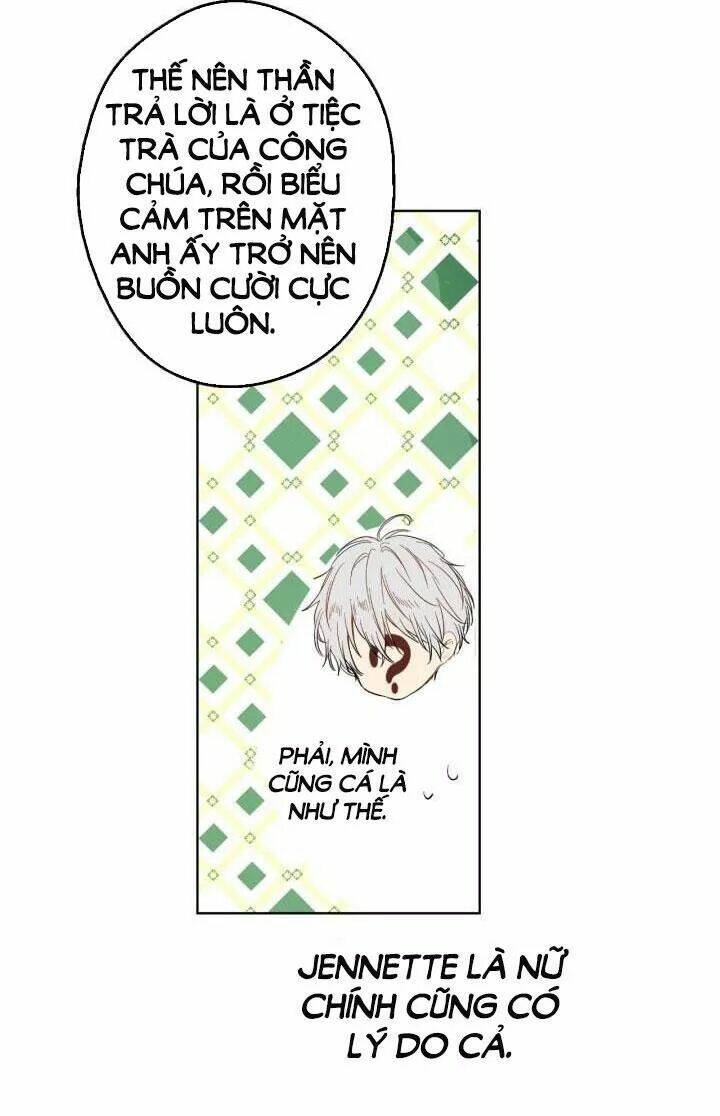 THẾ NÊN THẦN
TRẢ LỜI LÀ Ở TIỆC
TRÀ CỦA CÔNG
CHÚA, RỒI BIỂU
CẢM TRÊN MẶT
ANH ẤY TRỞ NÊN
BUỒN CƯỜI CỰC
LUÔN.
?
PHẢI, MÌNH
CŨNG CÁ LÀ
NHƯ THẾ.
JENNETTE LÀ NỮ
CHÍNH CŨNG CÓ
LÝ DO CẢ.